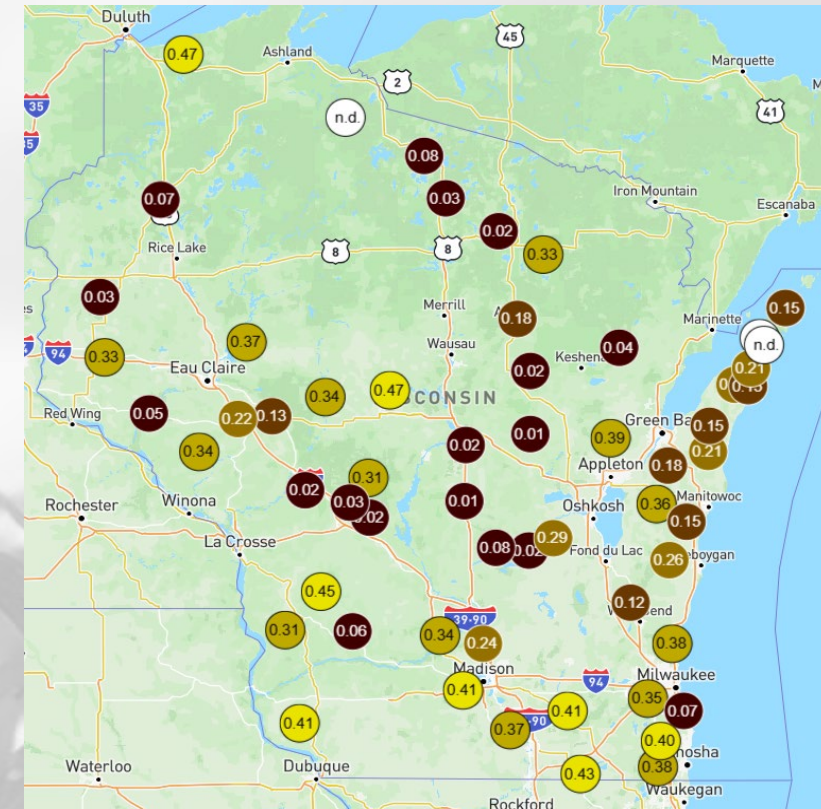 Duluth
0.47
Ashland
45
Marquette
2
41
35
35
n.d.
0.08
0.07
0.03
Iron Mountain
Escanaba
0.02
Rice Lake
8
8
0.33
0.03
Merrill
0.18
0.15
Marinette
94
0.33
0.37
Wausau
0.04
n.d.
Eau Claire
0.02
0.21
0.47
0.34
Red Wing
0.05
0.22
0.13
0.01
0.39
0.15
0.02
0.34
Appleton
0.18
0.21
0.31
0.02
Rochester
Winona
0.03
0.02
0.01
Oshkosh
0.36
Manitowoc
0.15
La Crosse
0.08
0.02
0.29
Fond du Lac
0.26
0.45
0.12
39-90
0.31
0.06
0.34
0.24
0.38
Madison
94
Milwaukee
0.41
0.35
0.07
0.41
0.41
0.37
0.40
Waterloo
Dubuque
0.43
0.38
Waukegan
Rockford